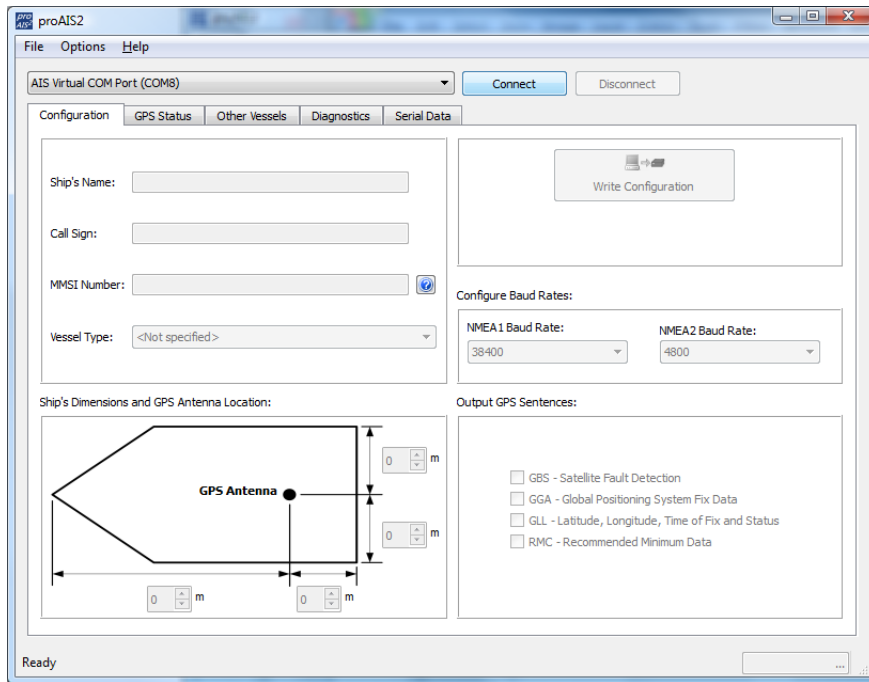 pro AIS2 proAIS2
File Options Help
AIS Virtual COM Port (COM8) Connect Disconnect
Configuration GPS Status Other Vessels Diagnostics Serial Data
Ship's Name:
Call Sign:
MMSI Number: ?
Vessel Type: <Not specified>
Write Configuration
Configure Baud Rates:
NMEA1 Baud Rate: NMEA2 Baud Rate:
38400 4800
Ship's Dimensions and GPS Antenna Location:
0 m
GPS Antenna
0 m
0 m 0 m
Output GPS Sentences:
GBS - Satellite Fault Detection
GGA - Global Positioning System Fix Data
GLL - Latitude, Longitude, Time of Fix and Status
RMC - Recommended Minimum Data
Ready ...